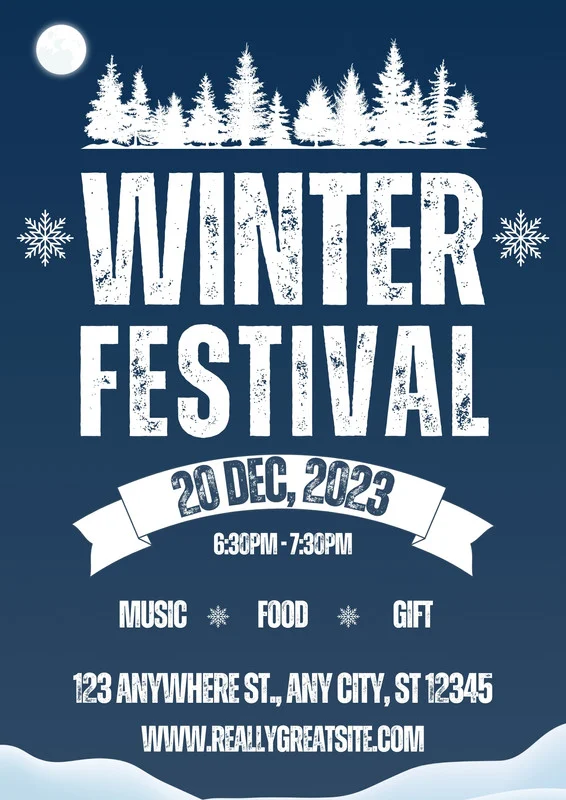 WINTER
FESTIVAL
20 DEC, 2023
6:30PM - 7:30PM
MUSIC FOOD GIFT
123 ANYWHERE ST., ANY CITY, ST 12345
WWW.REALLYGREATSITE.COM